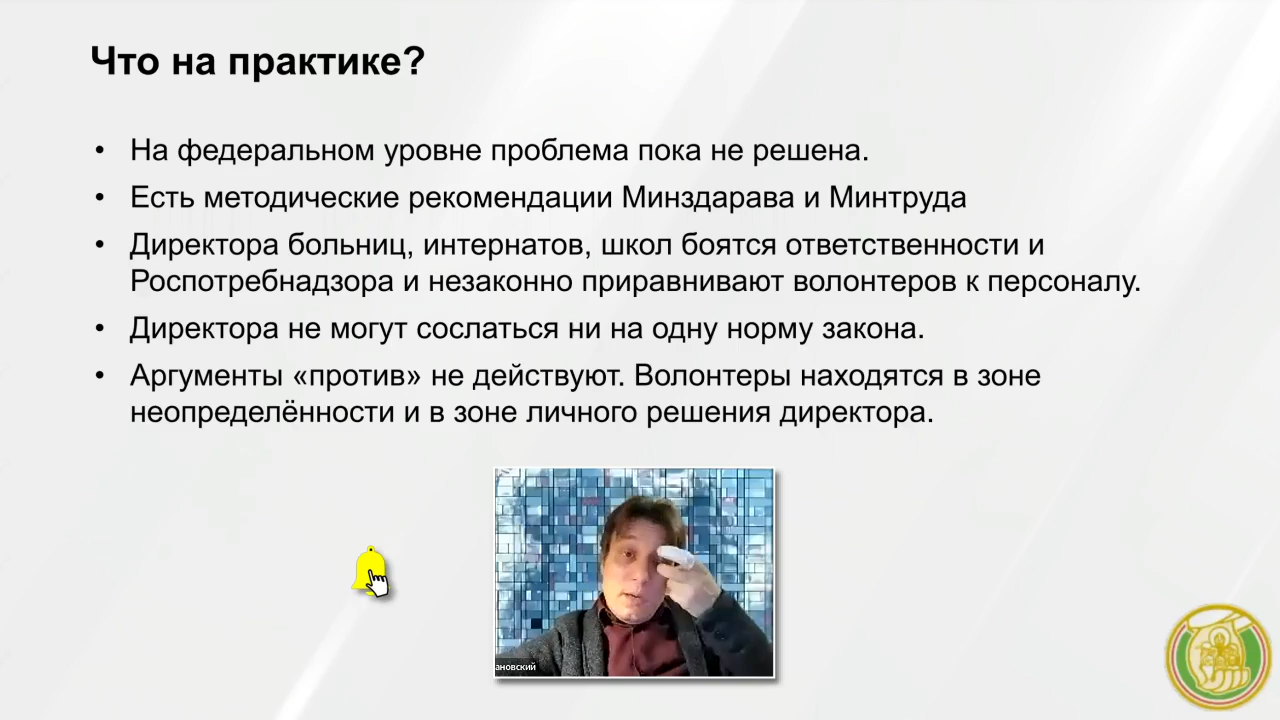 Что на практике?
• На федеральном уровне проблема пока не решена.
• Есть методические рекомендации Минздарава и Минтруда
• Директора больниц, интернатов, школ боятся ответственности и
Роспотребнадзора и незаконно приравнивают волонтеров к персоналу.
• Директора не могут сослаться ни на одну норму закона.
• Аргументы «против» не действуют. Волонтеры находятся в зоне
неопределённости и в зоне личного решения директора.
ановский